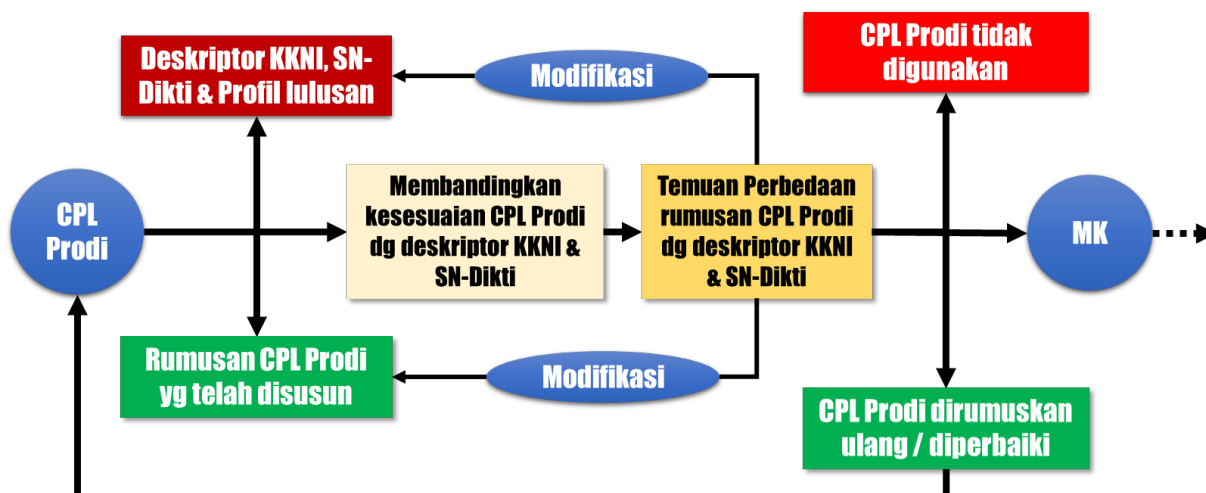 Deskriptor KKNI, SN-
Dikti & Profil lulusan
Modifikasi
CPL Prodi tidak
digunakan
CPL
Prodi
Membandingkan
kesesuaian CPL Prodi
dg deskriptor KKNI &
SN-Dikti
Temuan Perbedaan
rumusan CPL Prodi
dg deskriptor KKNI
& SN-Dikti
MK
Rumusan CPL Prodi
yg telah disusun
Modifikasi
CPL Prodi dirumuskan
ulang / diperbaiki